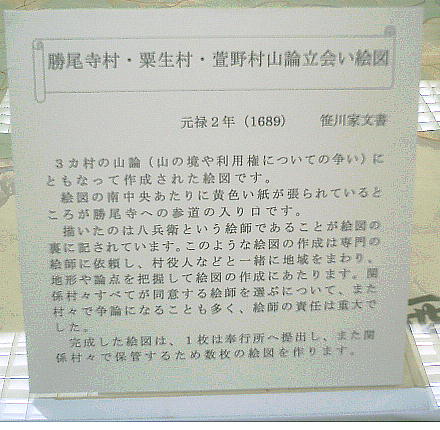 勝尾寺村・粟生村・萱野村山論立会い絵図
元禄２年（1689）　笹川家文書
３カ村の山論（山の境や利用権についての争い）に
ともなって作成された絵図です。
絵図の南中央あたりに黄色い紙が張られていると
ころが勝尾寺への参道の入り口です。
描いたのは八兵衛という絵師であることが絵図の
裏に記されています。このような絵図の作成は専門の
絵師に依頼し、村役人などと一緒に地域をまわり、
地形や論点を把握して絵図の作成にあたります。関
係村々すべてが同意する絵師を選ぶについて、また
村々で争論になることも多く、絵師の責任は重大で
した。
完成した絵図は、１枚は奉行所へ提出し、また関
係村々で保管するため数枚の絵図を作ります。